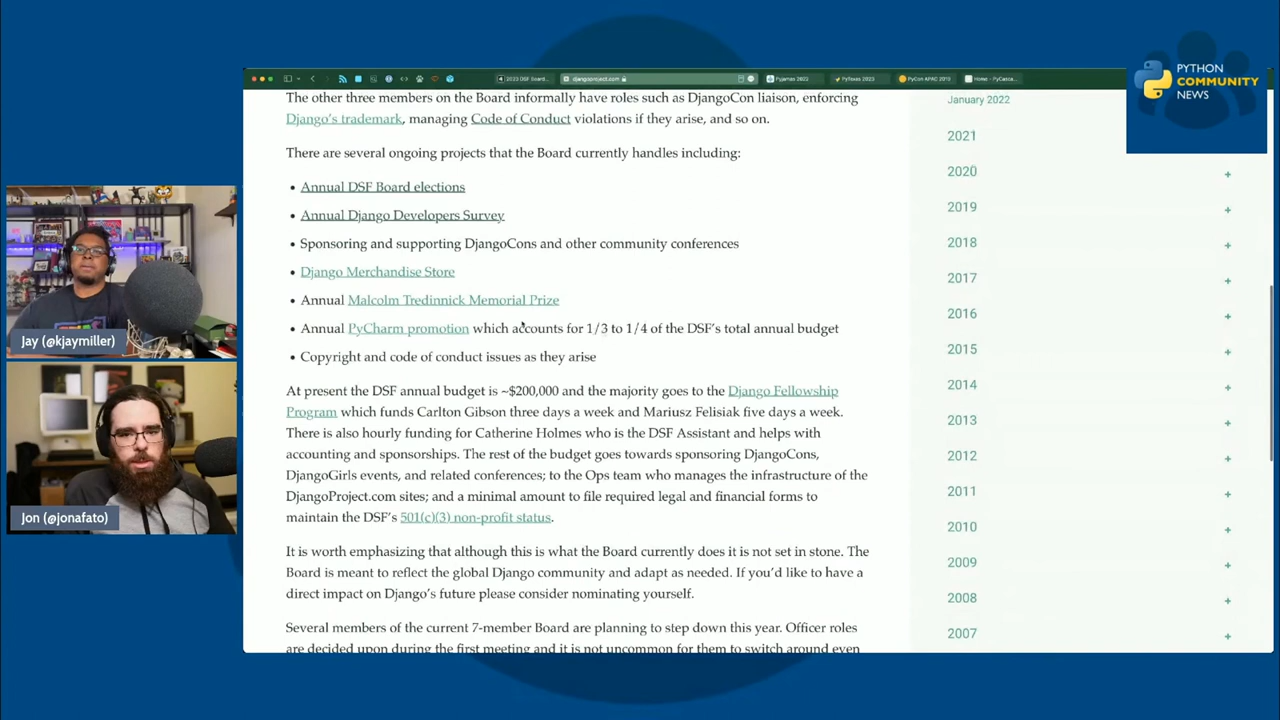 2023 DSF Board...
djangoproject.com
Pyjamas 2022
PyTexas 2023
PyCon APAC 2019
Home - PyCasca...
PYTHON
COMMUNITY
NEWS
The other three members on the Board informally have roles such as DjangoCon liaison, enforcing
Django's trademark, managing Code of Conduct violations if they arise, and so on.
There are several ongoing projects that the Board currently handles including:
• Annual DSF Board elections
• Annual Django Developers Survey
• Sponsoring and supporting DjangoCons and other community conferences
• Django Merchandise Store
• Annual Malcolm Tredinnick Memorial Prize
• Annual PyCharm promotion which accounts for 1/3 to 1/4 of the DSF's total annual budget
• Copyright and code of conduct issues as they arise
At present the DSF annual budget is ~$200,000 and the majority goes to the Django Fellowship
Program which funds Carlton Gibson three days a week and Mariusz Felisiak five days a week.
There is also hourly funding for Catherine Holmes who is the DSF Assistant and helps with
accounting and sponsorships. The rest of the budget goes towards sponsoring DjangoCons,
DjangoGirls events, and related conferences; to the Ops team who manages the infrastructure of the
DjangoProject.com sites; and a minimal amount to file required legal and financial forms to
maintain the DSF's 501(c)(3) non-profit status.
It is worth emphasizing that although this is what the Board currently does it is not set in stone. The
Board is meant to reflect the global Django community and adapt as needed. If you'd like to have a
direct impact on Django's future please consider nominating yourself.
Several members of the current 7-member Board are planning to step down this year. Officer roles
are decided upon during the first meeting and it is not uncommon for them to switch around even
January 2022
2021
2020 +
2019 +
2018 +
2017 +
2016 +
2015 +
2014 +
2013 +
2012 +
2011 +
2010 +
2009 +
2008 +
2007 +
Jay (@kjaymiller)
Jon (@jonafato)